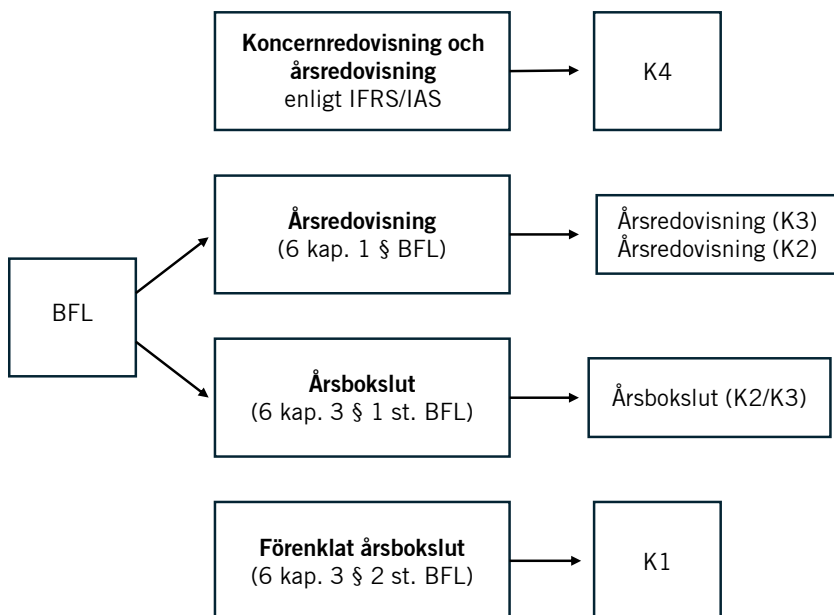 Koncernredovisning och
årsredovisning
enligt IFRS/IAS
K4
Årsredovisning
(6 kap. 1 § BFL)
Årsredovisning (K3)
Årsredovisning (K2)
BFL
Årsbokslut
(6 kap. 3 § 1 st. BFL)
Årsbokslut (K2/K3)
Förenklat årsbokslut
(6 kap. 3 § 2 st. BFL)
K1